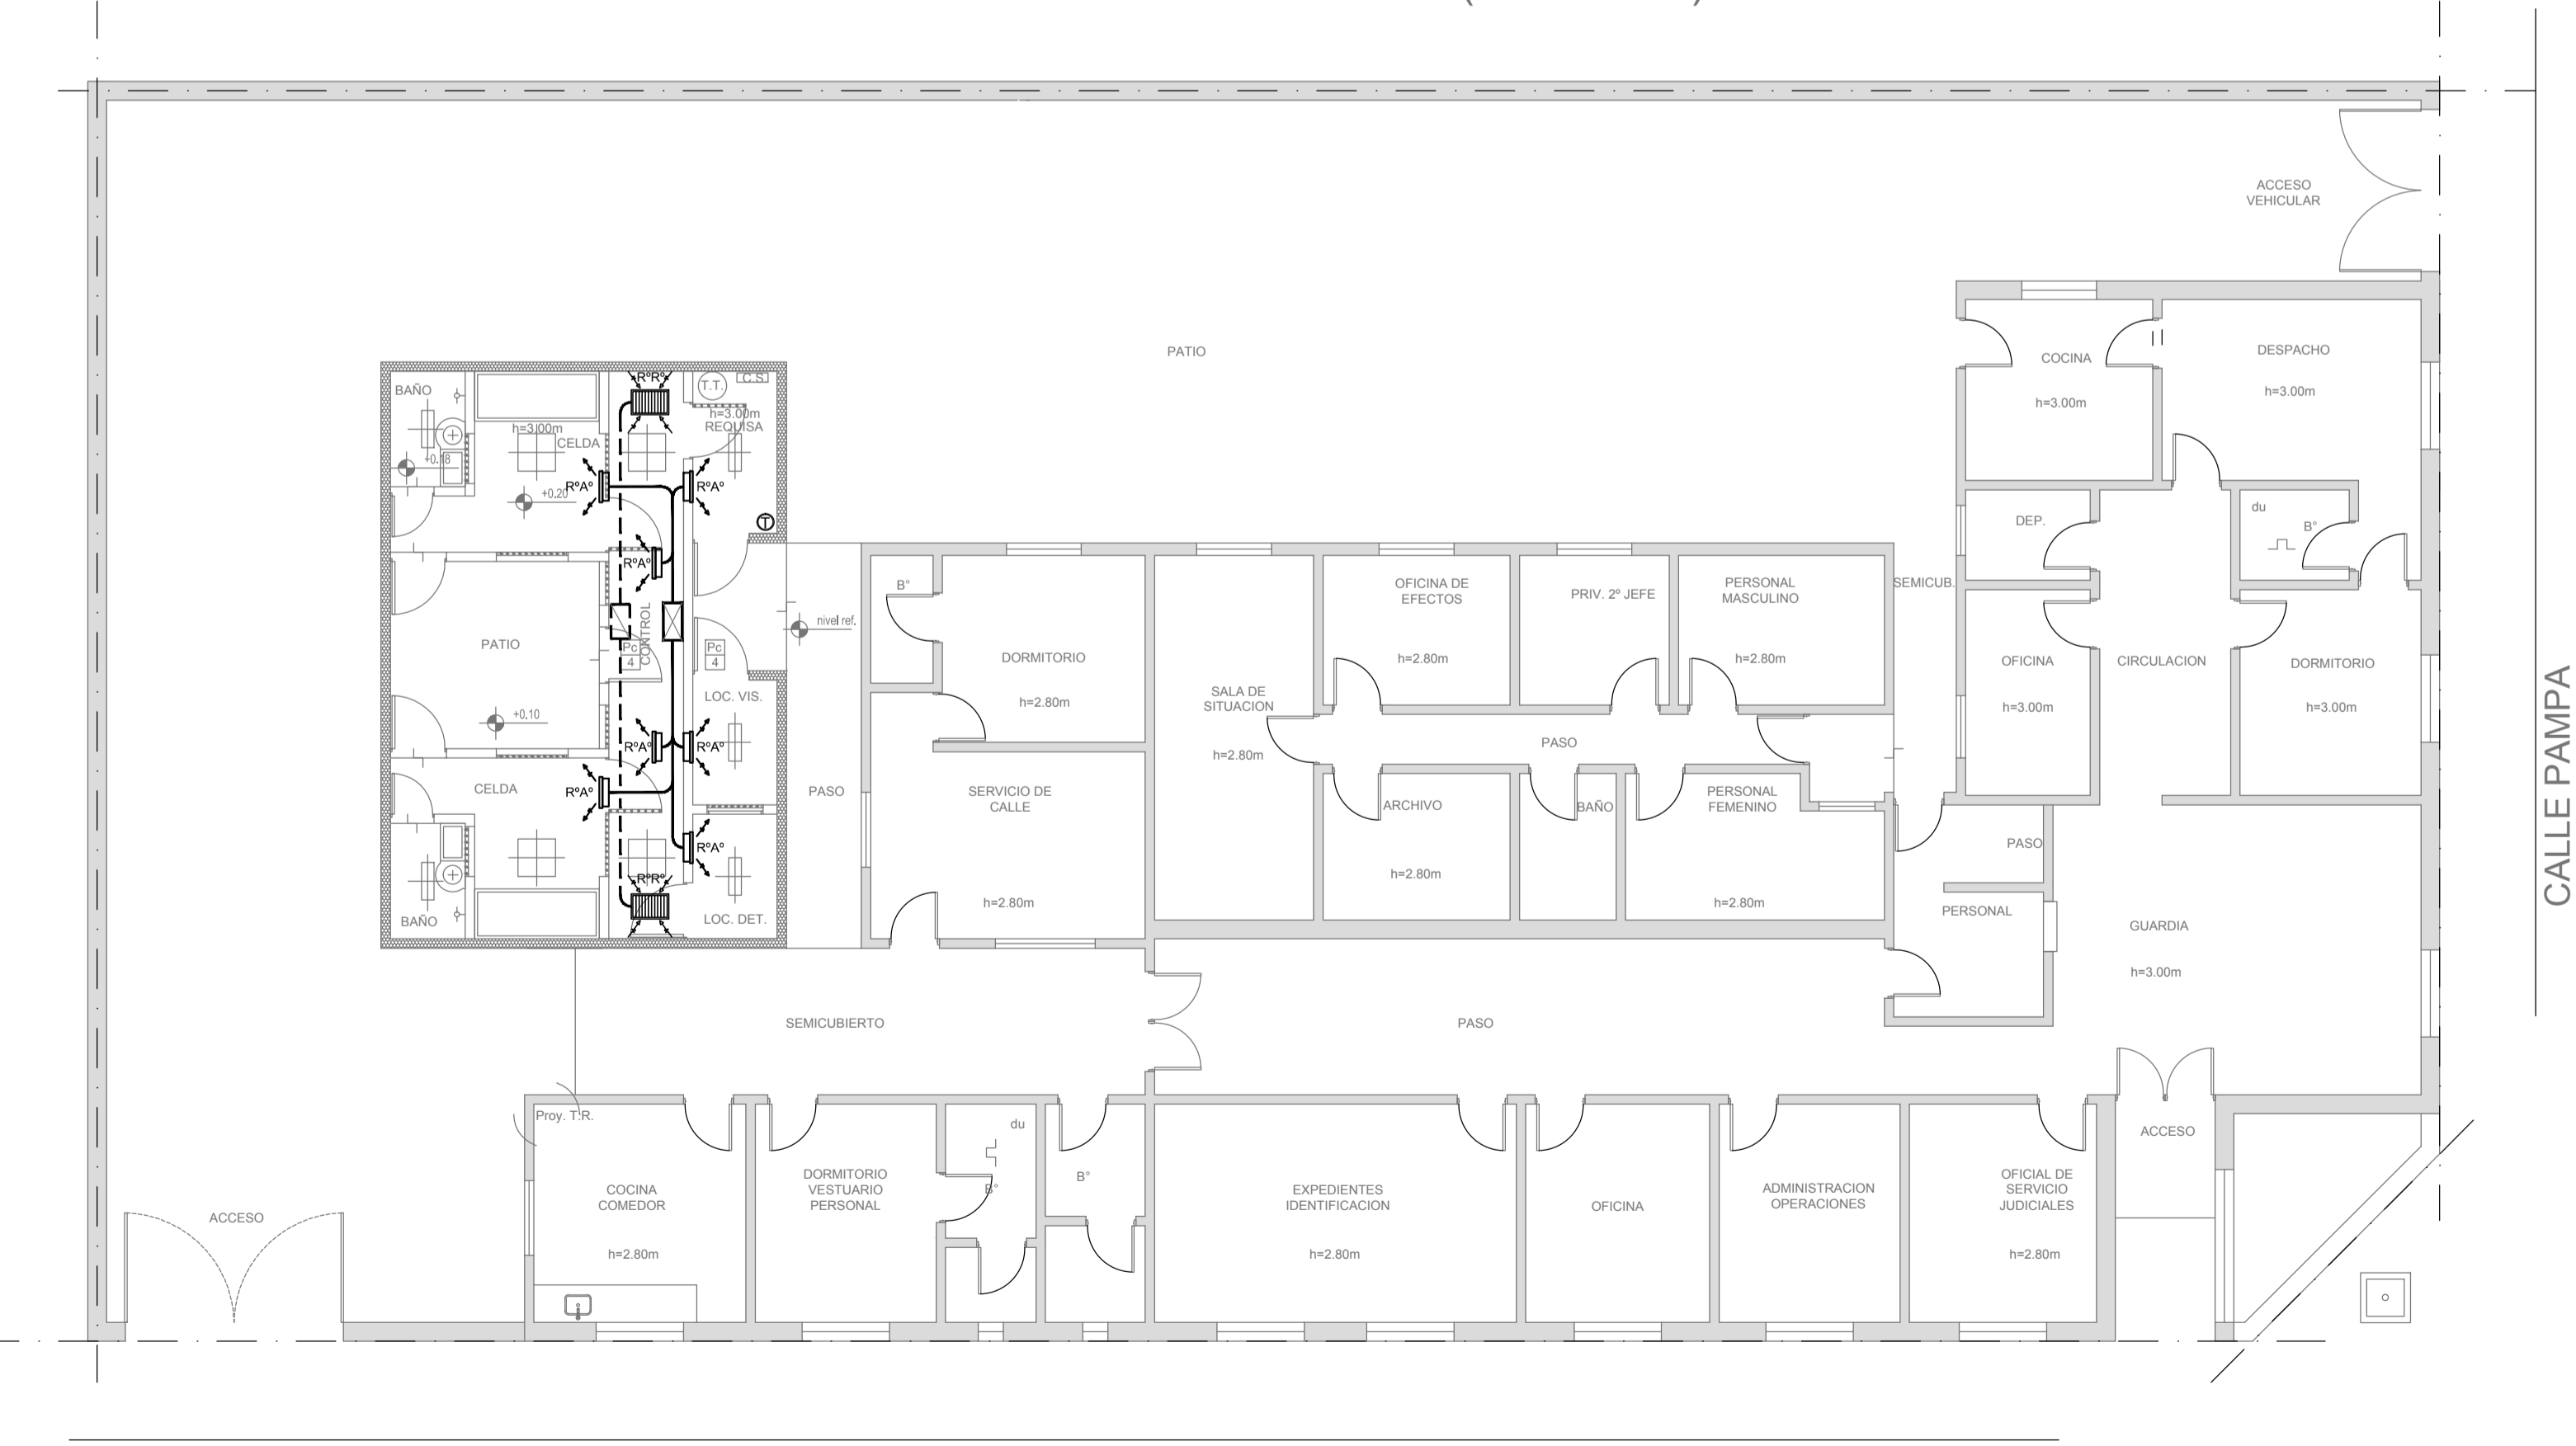 ACCESO
VEHICULAR
PATIO
COCINA
h=3.00m
DESPACHO
h=3.00m
BAÑO
R°R°
T.T.
C.S.
h=3.00m
REQUISA
h=3.00m
CELDA
+0.18
+0.20
R°A°
R°A°
T
R°A°
CONTROL
Pc
4
Pc
4
nivel ref.
PATIO
+0.10
LOC. VIS.
R°A°
R°A°
CELDA
R°A°
R°A°
R°R°
BAÑO
LOC. DET.
PASO
B°
DORMITORIO
h=2.80m
SERVICIO DE
CALLE
h=2.80m
SALA DE
SITUACION
h=2.80m
OFICINA DE
EFECTOS
h=2.80m
PRIV. 2º JEFE
PERSONAL
MASCULINO
h=2.80m
PASO
ARCHIVO
h=2.80m
BAÑO
PERSONAL
FEMENINO
h=2.80m
SEMICUB.
DEP.
du
B°
OFICINA
h=3.00m
CIRCULACION
DORMITORIO
h=3.00m
PASO
PERSONAL
GUARDIA
h=3.00m
CALLE PAMPA
SEMICUBIERTO
PASO
Proy. T.R.
ACCESO
COCINA
COMEDOR
h=2.80m
DORMITORIO
VESTUARIO
PERSONAL
du
B°
B°
EXPEDIENTES
IDENTIFICACION
h=2.80m
OFICINA
ADMINISTRACION
OPERACIONES
OFICIAL DE
SERVICIO
JUDICIALES
h=2.80m
ACCESO